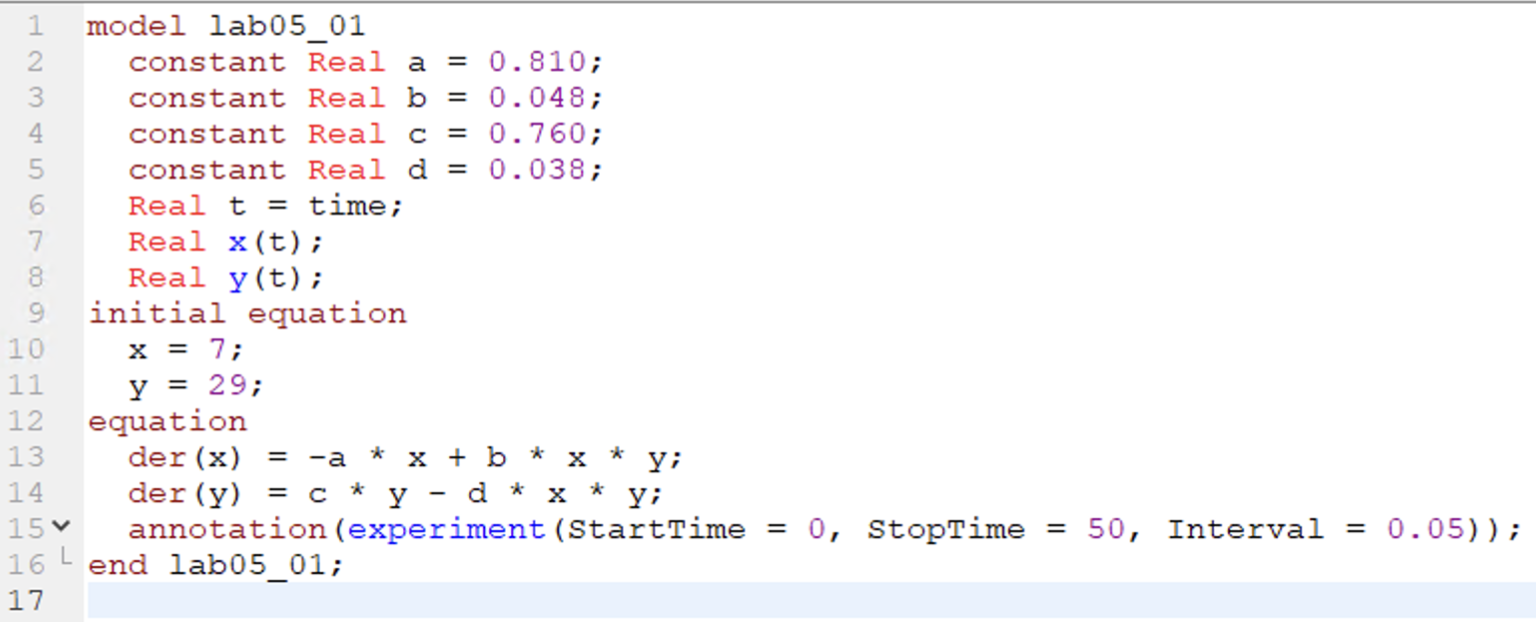 1 model lab05_01
2   constant Real a = 0.810;
3   constant Real b = 0.048;
4   constant Real c = 0.760;
5   constant Real d = 0.038;
6   Real t = time;
7   Real x(t);
8   Real y(t);
9 initial equation
10   x = 7;
11   y = 29;
12 equation
13   der(x) = -a * x + b * x * y;
14   der(y) = c * y - d * x * y;
15   annotation(experiment(StartTime = 0, StopTime = 50, Interval = 0.05));
16 end lab05_01;
17